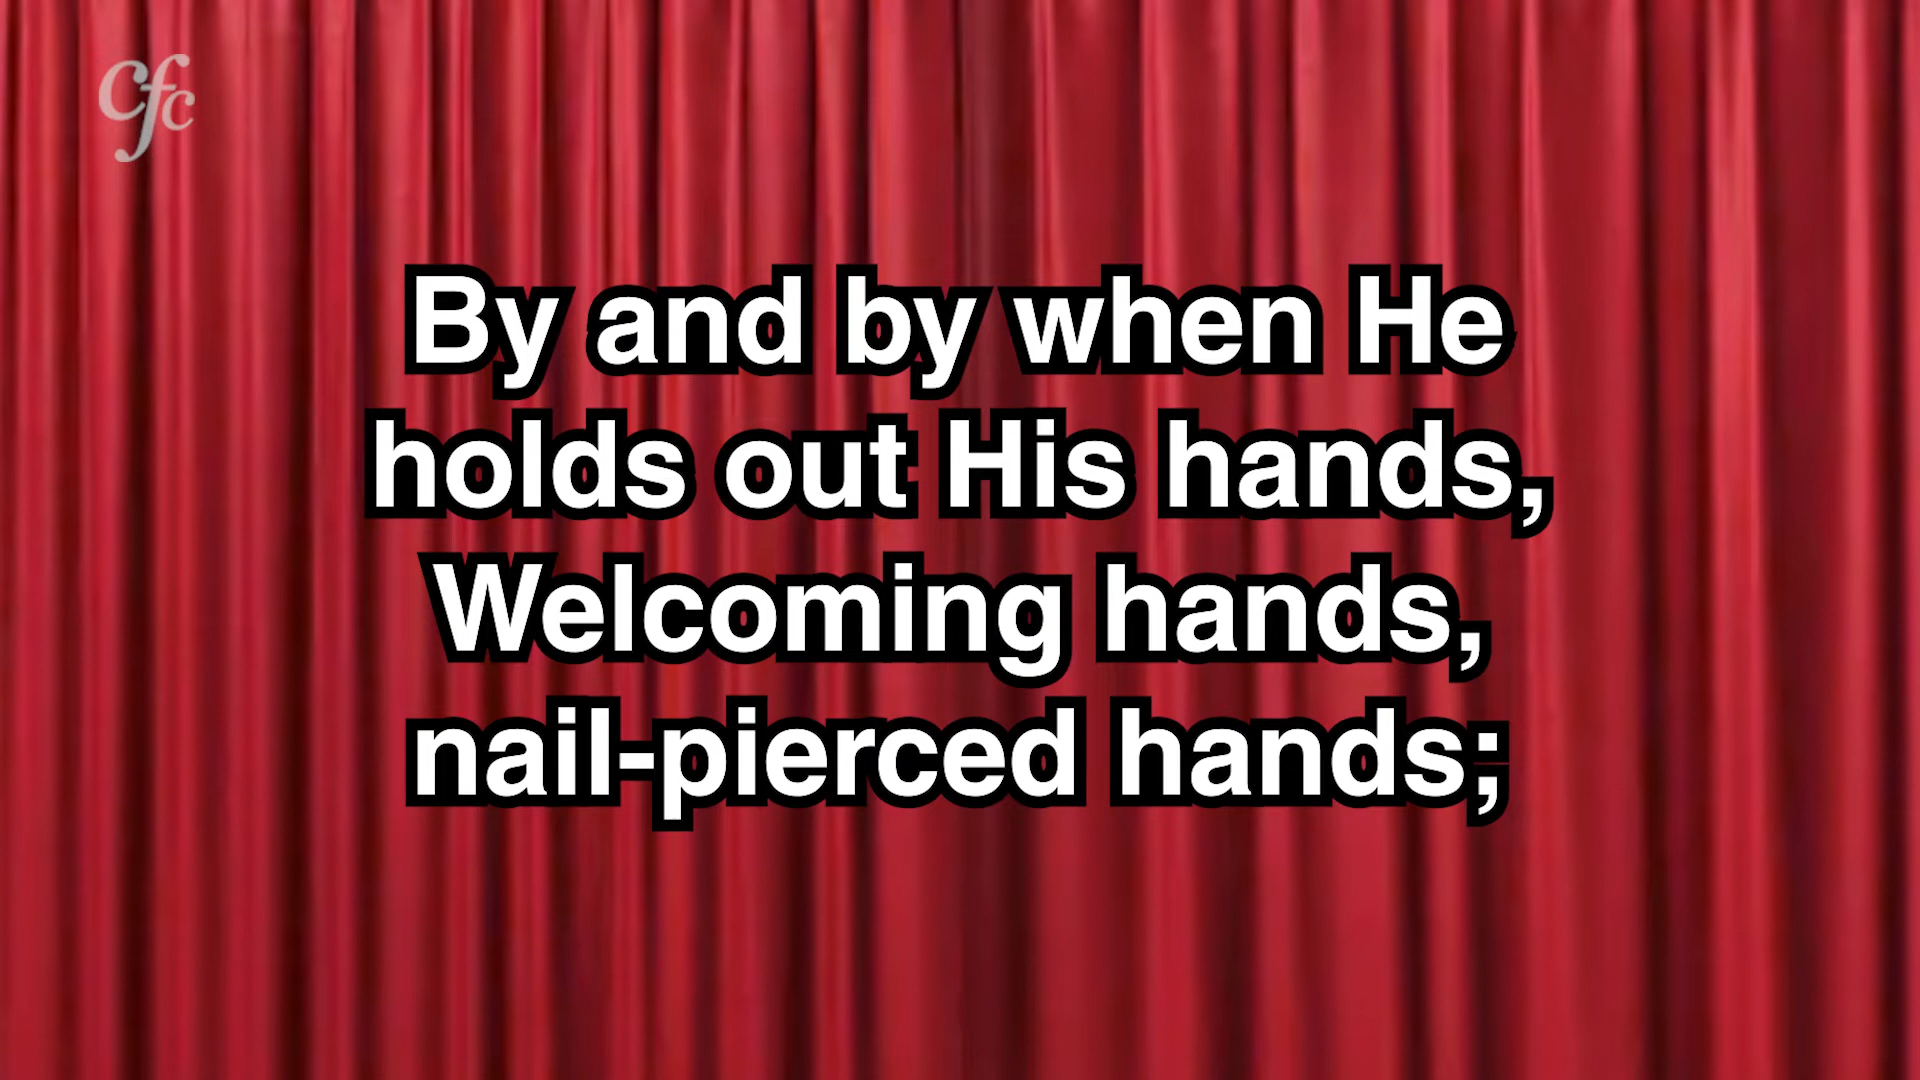 cfc
By and by when He
holds out His hands,
Welcoming hands,
nail-pierced hands;